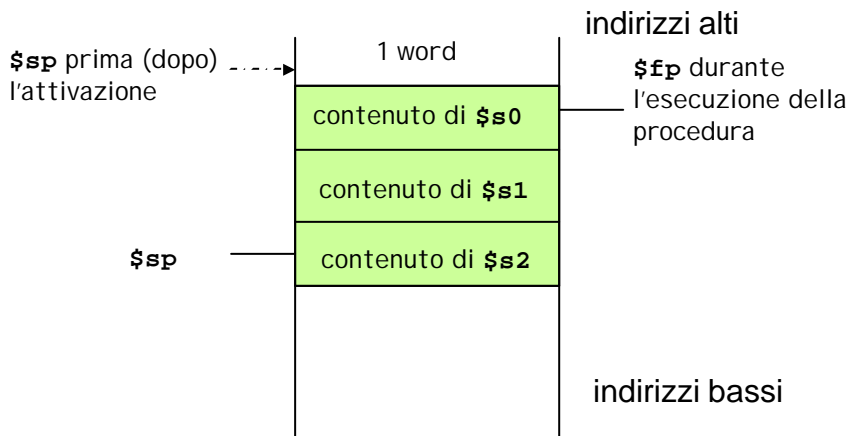 indirizzi alti
$sp prima (dopo)
l'attivazione
1 word
$fp durante
l'esecuzione della
procedura
contenuto di $s0
contenuto di $s1
$sp
contenuto di $s2
indirizzi bassi